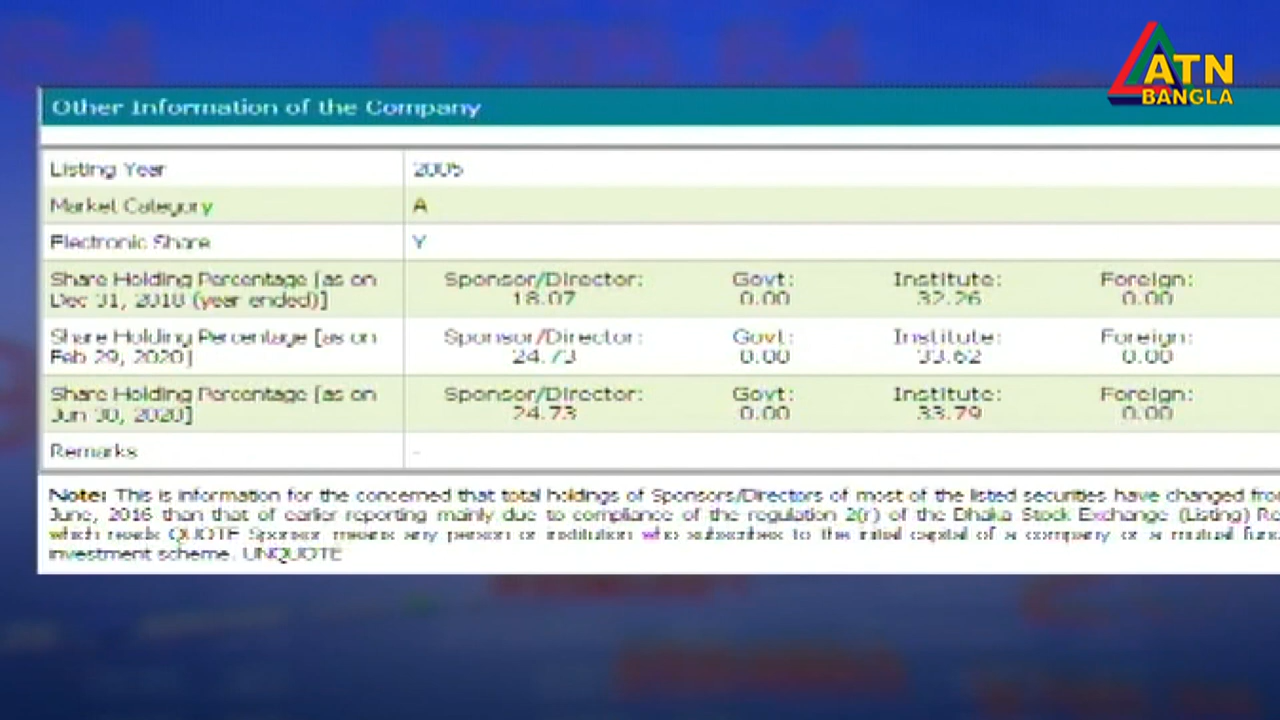 ATN
BANGLA
Other Information of the Company
Listing Year 2005
Market Category A
Electronic Share Y
Share Holding Percentage [as on Sponsor/Director: Govt: Institute: Foreign:
Dec 31, 2018 (year ended)] 18.07 0.00 32.26 0.00
Share Holding Percentage [as on Sponsor/Director: Govt: Institute: Foreign:
Feb 29, 2020] 24.73 0.00 33.62 0.00
Share Holding Percentage [as on Sponsor/Director: Govt: Institute: Foreign:
Jun 30, 2020] 24.73 0.00 33.79 0.00
Remarks -
Note: This is information for the concerned that total holdings of Sponsors/Directors of most of the listed securities have changed
June, 2016 than that of earlier reporting mainly due to compliance of the regulation 2(r) of the Dhaka Stock Exchange (Listing)
which reads QUOTE Sponsor means any person or institution who subscribes to the initial capital of a company or a mutual
investment scheme. UNQUOTE